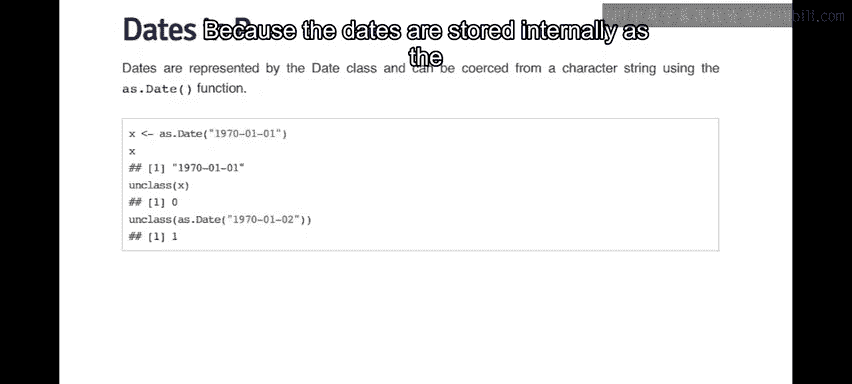 Dates
Because the dates are stored internally as
the
Dates are represented by the Date class and can be coerced from a character string using the
as.Date() function.
x <- as.Date("1970-01-01")
x
## [1] "1970-01-01"
unclass(x)
## [1] 0
unclass(as.Date("1970-01-02"))
## [1] 1